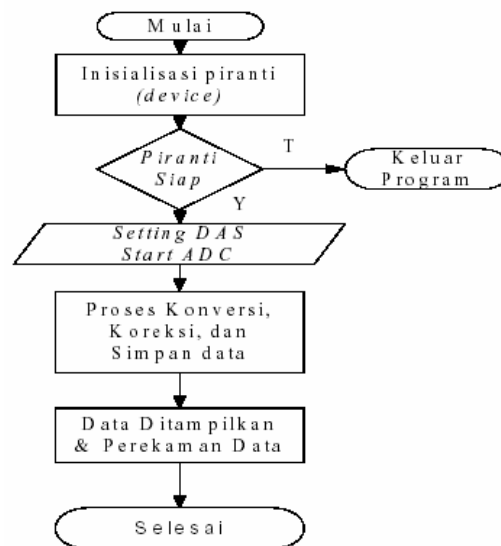 Mulai
Inisialisasi piranti
(device)
Piranti
Siap
T
Keluar
Program
Y
Setting DAS
Start ADC
Proses Konversi,
Koreksi, dan
Simpan data
Data Ditampilkan
& Perekaman Data
Selesai